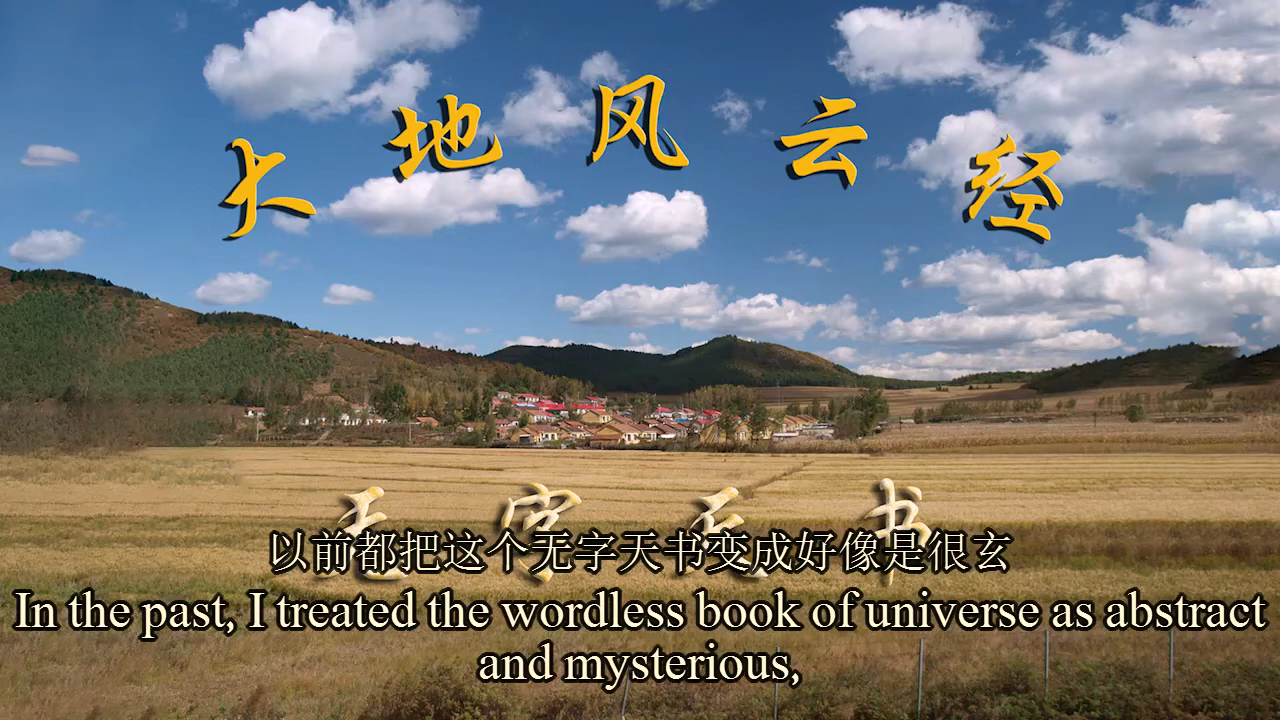 大地风云经
无字天书
以前都把这个无字天书变成好像是很玄
In the past, I treated the wordless book of universe as abstract
and mysterious,